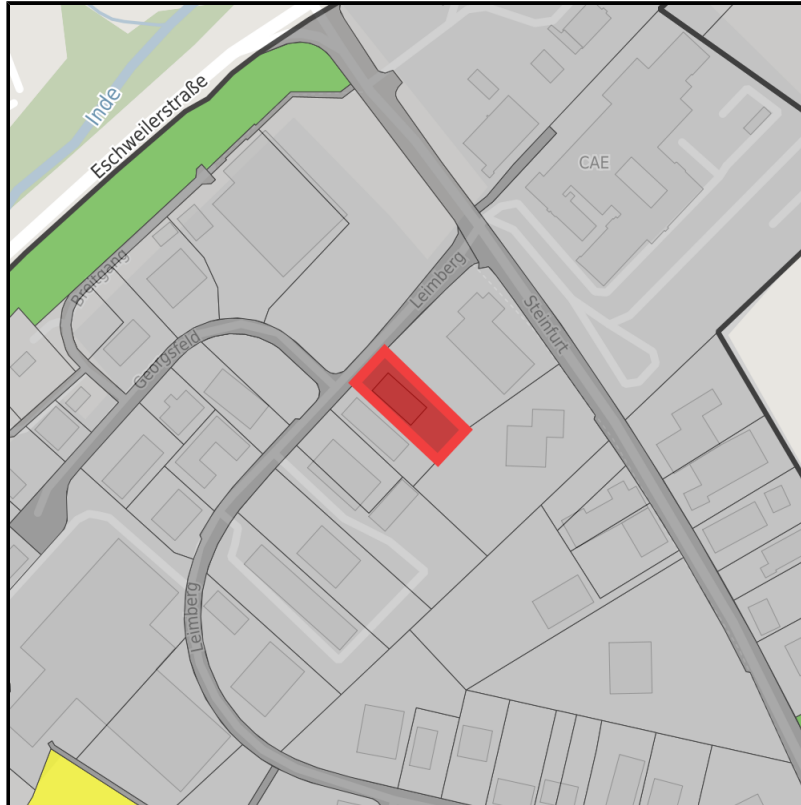 Inde
Eschweilerstraße
CAE
Breitgang
Leimberg
Georgsfeld
Steinfurt
Leimberg